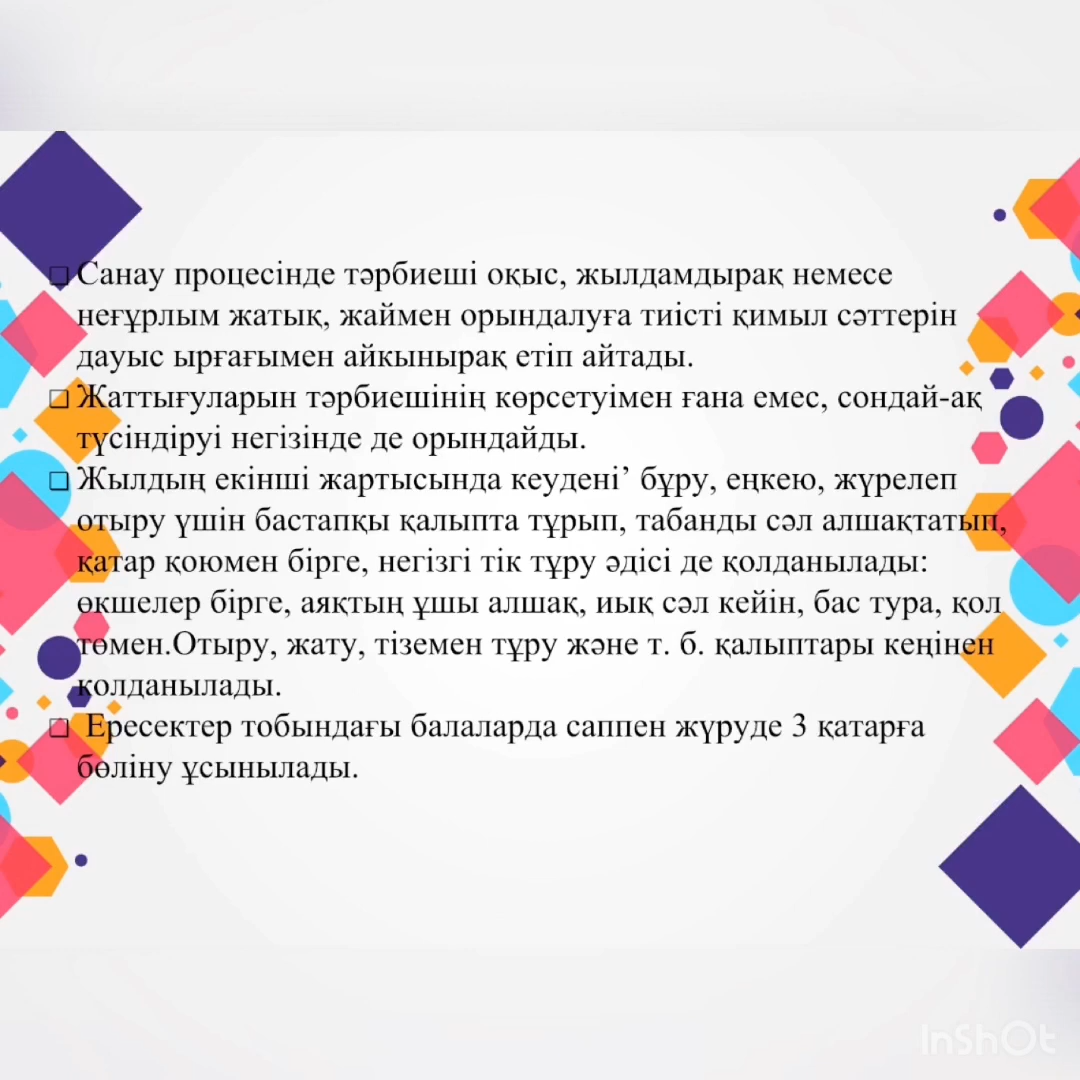 ❑ Санау процесінде тәрбиеші оқыс, жылдамдырақ немесе
неғұрлым жатық, жаймен орындалуға тиісті қимыл сәттерін
дауыс ырғағымен айкынырақ етіп айтады.
❑ Жаттығуларын тәрбиешінің көрсетуімен ғана емес, сондай-ақ
түсіндіруі негізінде де орындайды.
❑ Жылдың екінші жартысында кеудені’ бұру, еңкею, жүрелеп
отыру үшін бастапқы қалыпта тұрып, табанды сәл алшақтатып,
қатар қоюмен бірге, негізгі тік тұру әдісі де қолданылады:
өкшелер бірге, аяқтың ұшы алшақ, иық сәл кейін, бас тура, қол
төмен.Отыру, жату, тіземен тұру және т. б. қалыптары кеңінен
қолданылады.
❑ Ересектер тобындағы балаларда саппен жүруде 3 қатарға
бөліну ұсынылады.
InShOt